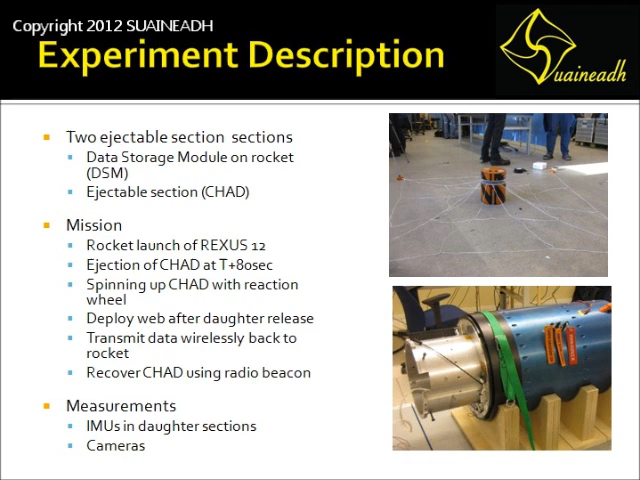 Copyright 2012 SUAINEADH
Experiment Description
Suaineadh
Two ejectable section sections
Data Storage Module on rocket
(DSM)
Ejectable section (CHAD)
Mission
Rocket launch of REXUS 12
Ejection of CHAD at T+80sec
Spinning up CHAD with reaction
wheel
Deploy web after daughter release
Transmit data wirelessly back to
rocket
Recover CHAD using radio beacon
Measurements
IMUs in daughter sections
Cameras